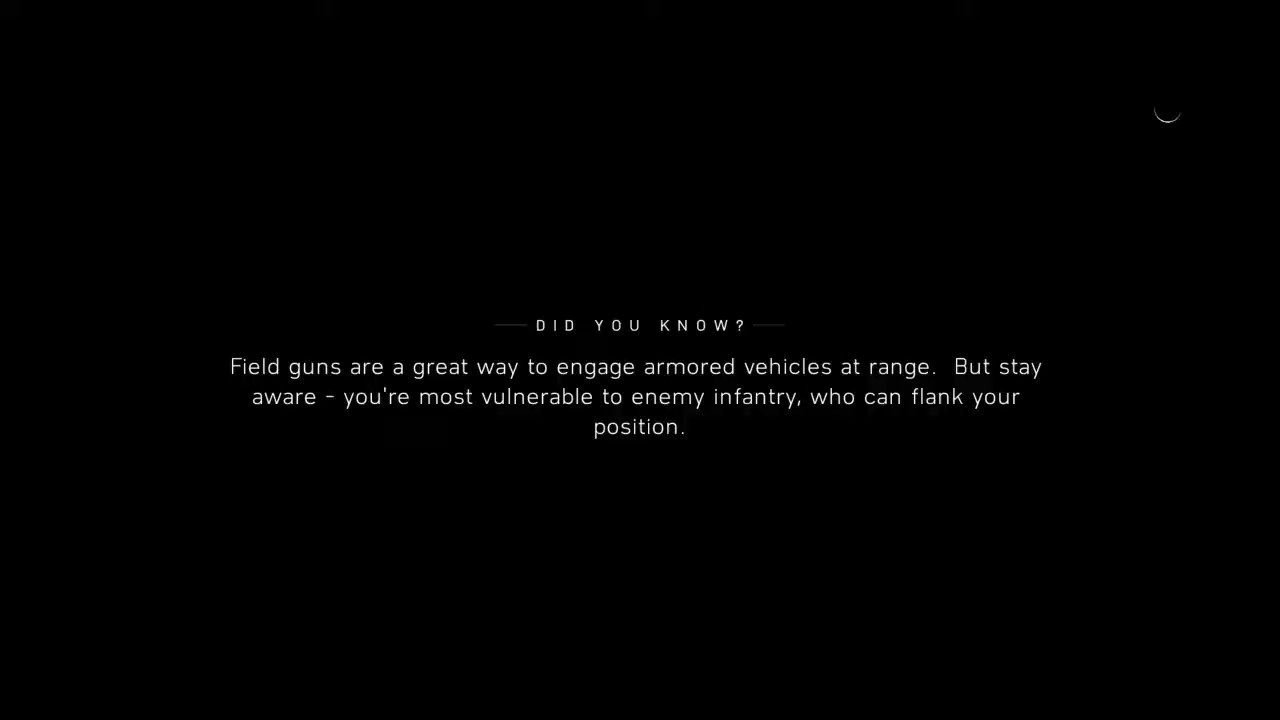 DID YOU KNOW?
Field guns are a great way to engage armored vehicles at range.  But stay
aware - you're most vulnerable to enemy infantry, who can flank your
position.